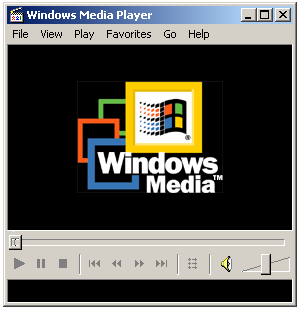 Windows Media Player
File View Play Favorites Go Help
®
Windows
Media™